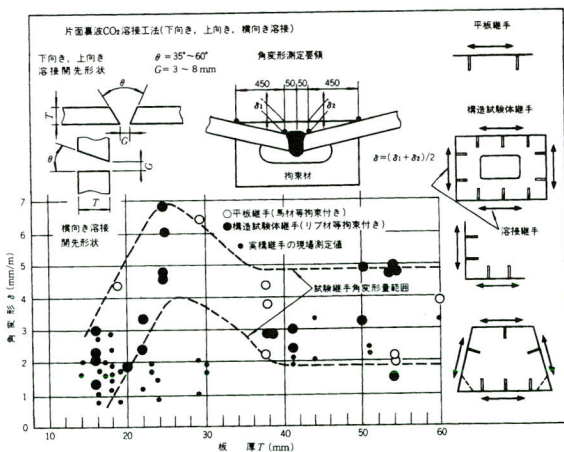 片面裏波CO₂溶接工法(下向き, 上向き, 横向き溶接)
下向き, 上向き
溶接開先形状
θ = 35°~60°
G = 3 ~ 8 mm
θ
T
G
θ
G
T
横向き溶接
開先形状
角変形測定要領
450 50 50 450
δ₁ δ₂
拘束材
δ=(δ₁+δ₂)/2
平板継手
構造試験体継手
溶接継手
○平板継手(馬材等拘束付き)
●構造試験体継手(リブ材等拘束付き)
• 実橋継手の現場測定値
試験継手角変形量範囲
角変形 δ (mm/m)
7
6
5
4
3
2
1
0
10 20 30 40 50 60
板 厚 T (mm)